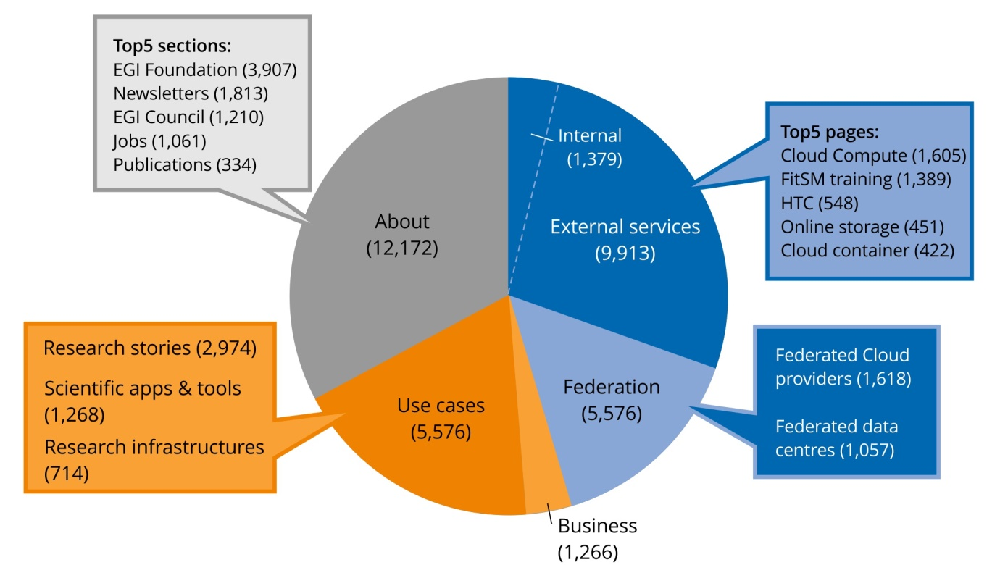 Top5 sections:
EGI Foundation (3,907)
Newsletters (1,813)
EGI Council (1,210)
Jobs (1,061)
Publications (334)
Internal
(1,379)
External services
(9,913)
Top5 pages:
Cloud Compute (1,605)
FitSM training (1,389)
HTC (548)
Online storage (451)
Cloud container (422)
About
(12,172)
Research stories (2,974)
Scientific apps & tools
(1,268)
Research infrastructures
(714)
Use cases
(5,576)
Federation
(5,576)
Federated Cloud
providers (1,618)
Federated data
centres (1,057)
Business
(1,266)